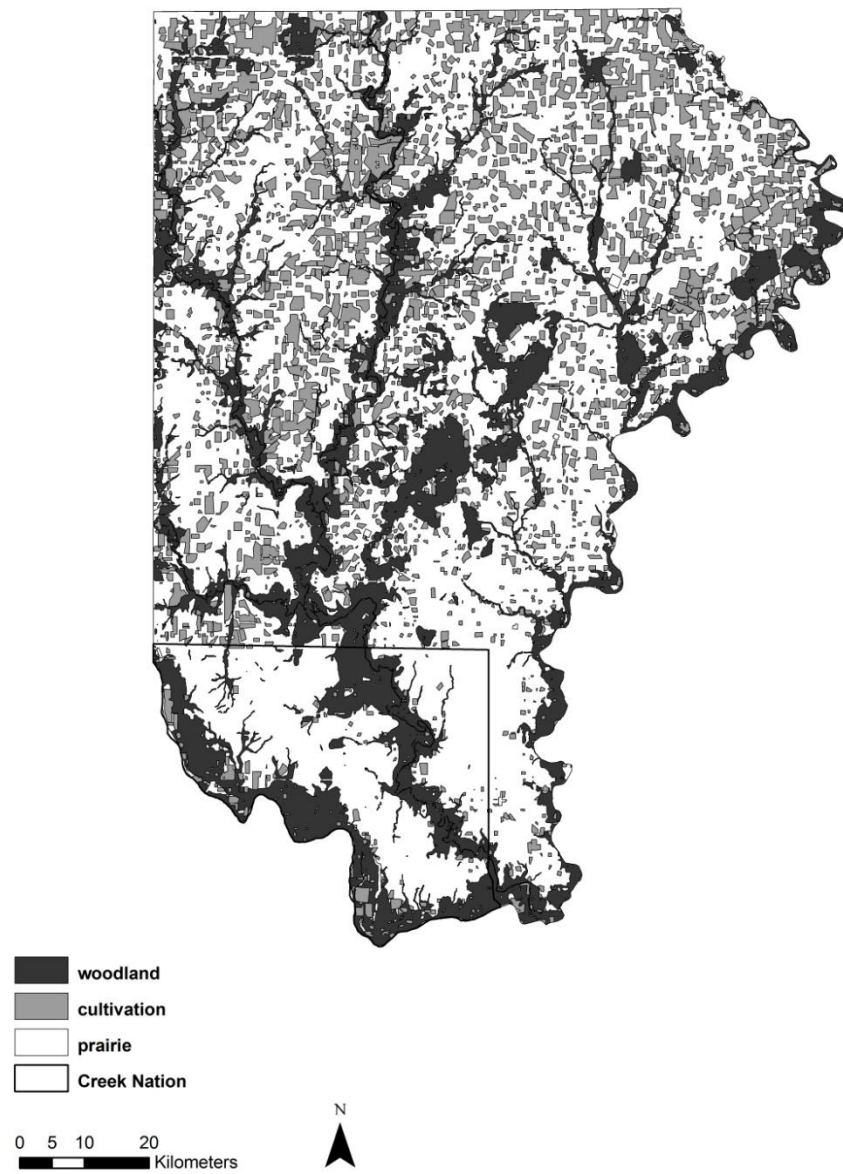 woodland
cultivation
prairie
Creek Nation
N
0 5 10 20
Kilometers